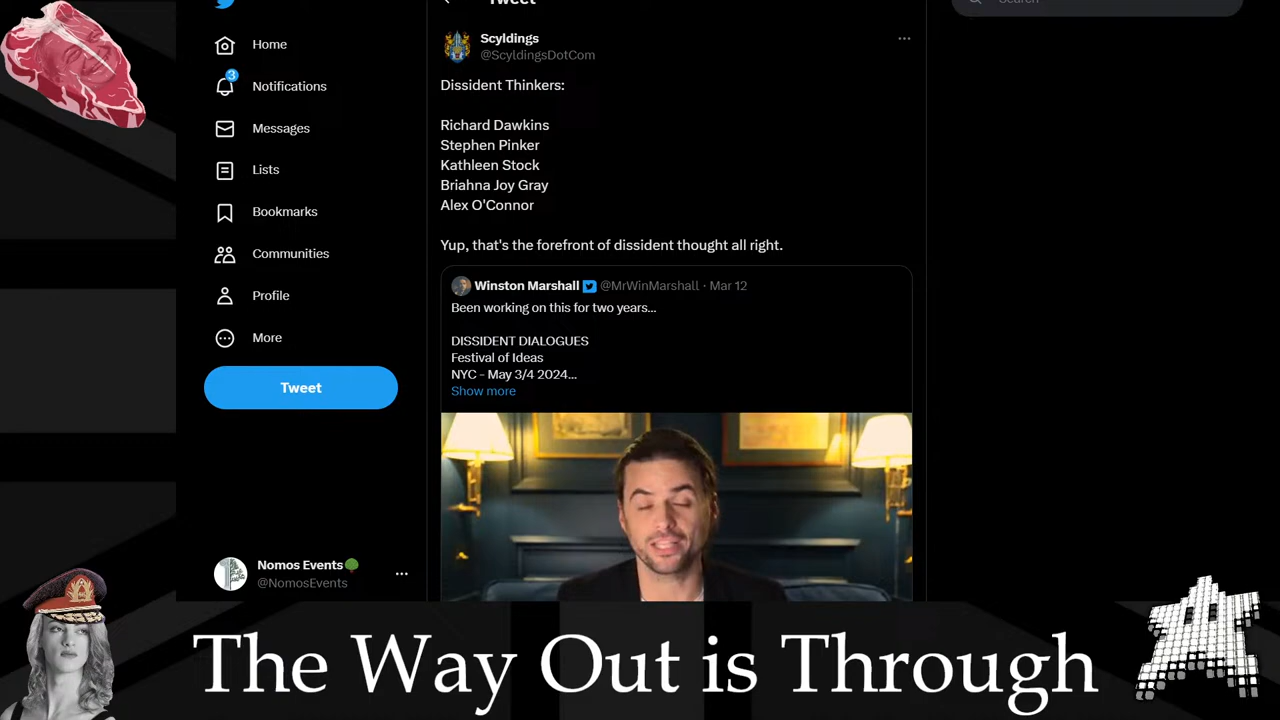 Tweet
Search
Home
3
Notifications
Messages
Lists
Bookmarks
Communities
Profile
More
Tweet
Nomos Events
@NomosEvents
Scyldings
@ScyldingsDotCom
Dissident Thinkers:
Richard Dawkins
Stephen Pinker
Kathleen Stock
Briahna Joy Gray
Alex O'Connor
Yup, that's the forefront of dissident thought all right.
Winston Marshall @MrWinMarshall · Mar 12
Been working on this for two years...
DISSIDENT DIALOGUES
Festival of Ideas
NYC - May 3/4 2024...
Show more
The Way Out is Through